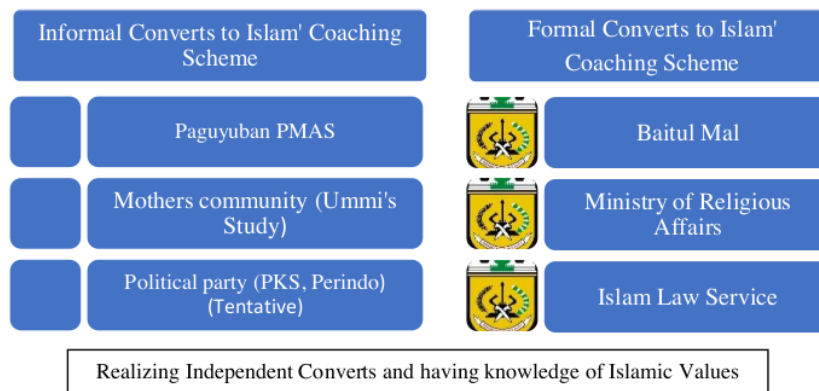 Informal Converts to Islam' Coaching
Scheme
Paguyuban PMAS
Mothers community (Ummi's
Study)
Political party (PKS, Perindo)
(Tentative)
Formal Converts to Islam'
Coaching Scheme
Baitul Mal
Ministry of Religious
Affairs
Islam Law Service
Realizing Independent Converts and having knowledge of Islamic Values